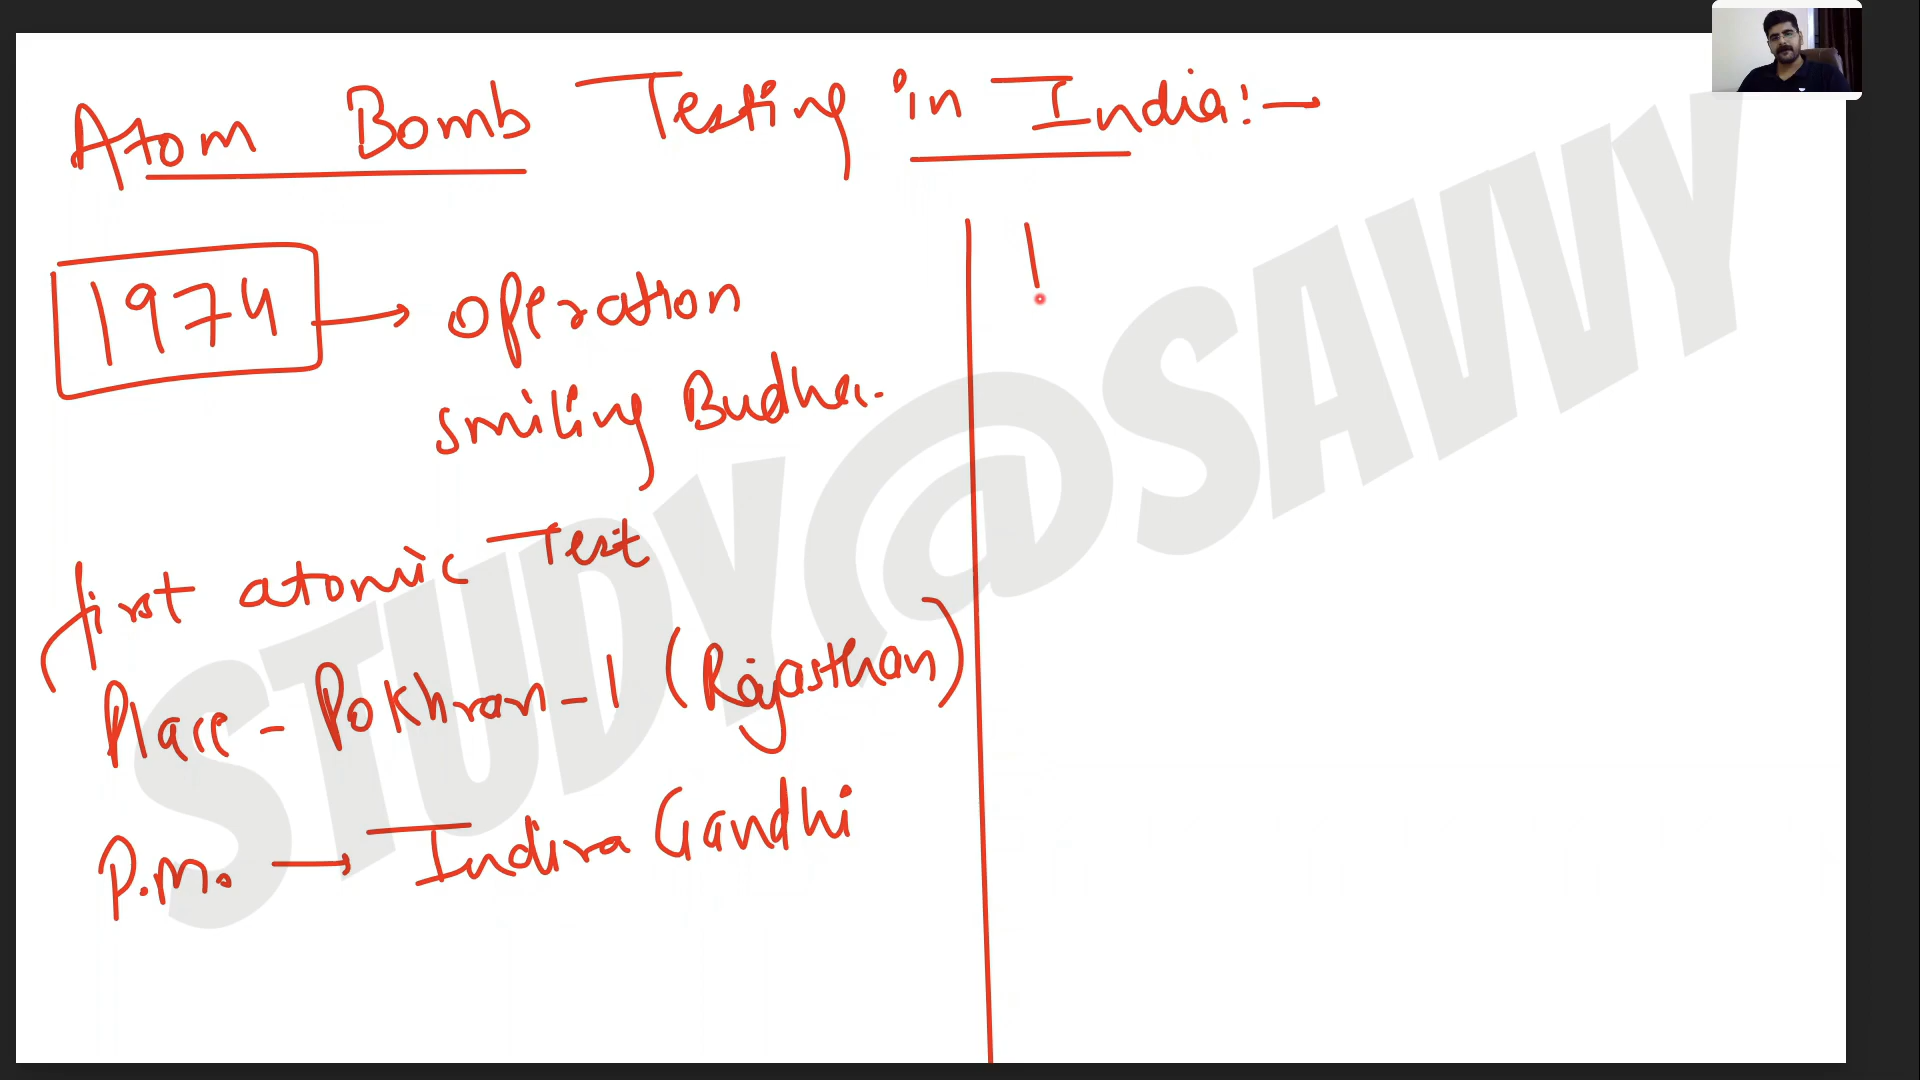 Atom Bomb Testing in India:→
1974 → operation
smiling Budha.
first atomic Test
Place - Pokhran-1 (Rajasthan)
P.M. → Indira Gandhi
STUDY@SAVVY